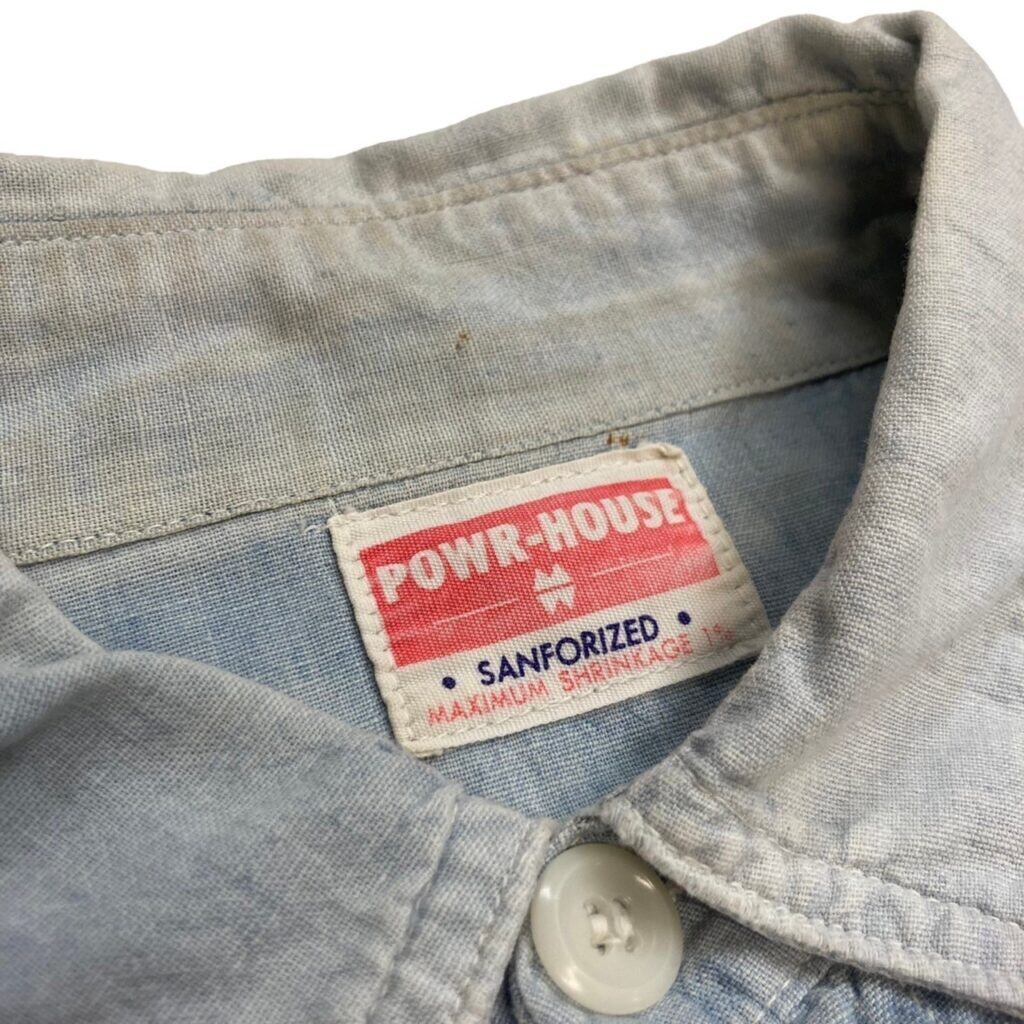 POWR-HOUSE
• SANFORIZED •
MAXIMUM SHRINKAGE